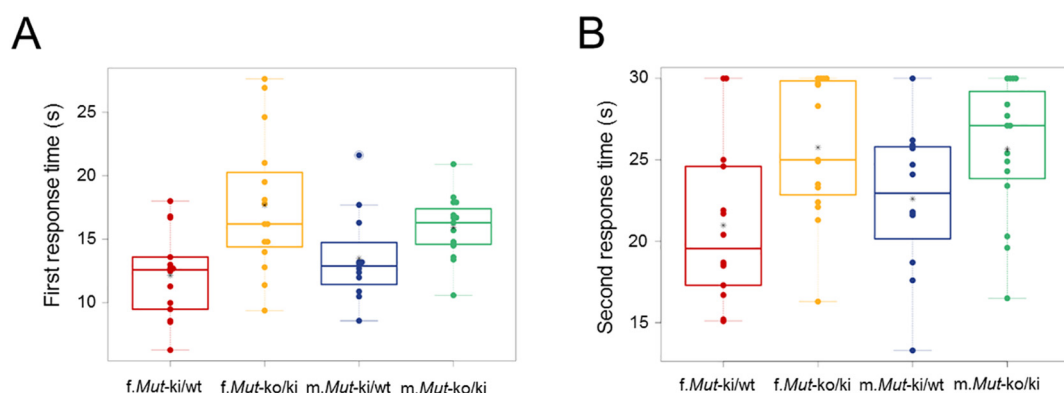 A
First response time (s)
25
20
15
10
f.Mut-ki/wt f.Mut-ko/ki m.Mut-ki/wt m.Mut-ko/ki
B
Second response time (s)
30
25
20
15
f.Mut-ki/wt f.Mut-ko/ki m.Mut-ki/wt m.Mut-ko/ki